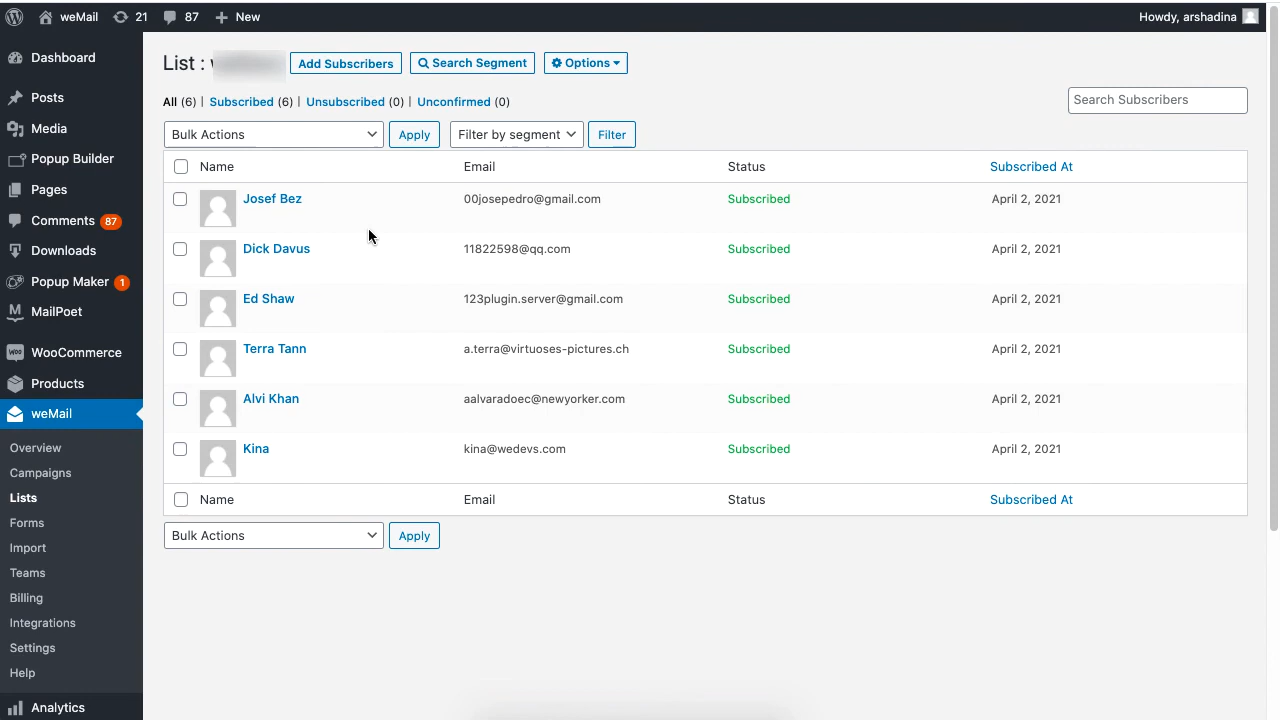 weMail 21 87 New Howdy, arshadina
Dashboard
Posts
Media
Popup Builder
Pages
Comments 87
Downloads
Popup Maker 1
MailPoet
WooCommerce
Products
weMail
Overview
Campaigns
Lists
Forms
Import
Teams
Billing
Integrations
Settings
Help
Analytics
List : Add Subscribers Search Segment Options
All (6) | Subscribed (6) | Unsubscribed (0) | Unconfirmed (0)
Search Subscribers
Bulk Actions Apply Filter by segment Filter
Name Email Status Subscribed At
Josef Bez 00josepedro@gmail.com Subscribed April 2, 2021
Dick Davus 11822598@qq.com Subscribed April 2, 2021
Ed Shaw 123plugin.server@gmail.com Subscribed April 2, 2021
Terra Tann a.terra@virtuoses-pictures.ch Subscribed April 2, 2021
Alvi Khan aalvaradoec@newyorker.com Subscribed April 2, 2021
Kina kina@wedevs.com Subscribed April 2, 2021
Name Email Status Subscribed At
Bulk Actions Apply